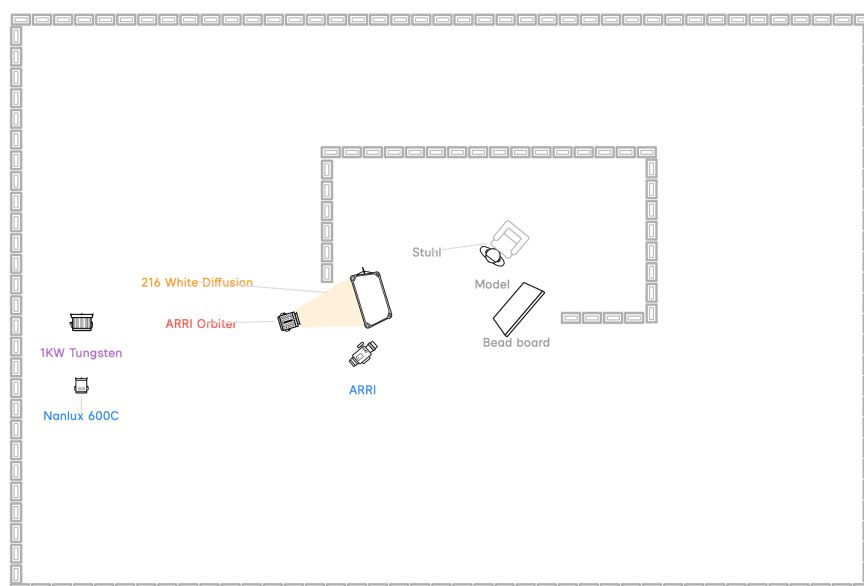 Stuhl
216 White Diffusion
Model
ARRI Orbiter
Bead board
1KW Tungsten
ARRI
Nanlux 600C